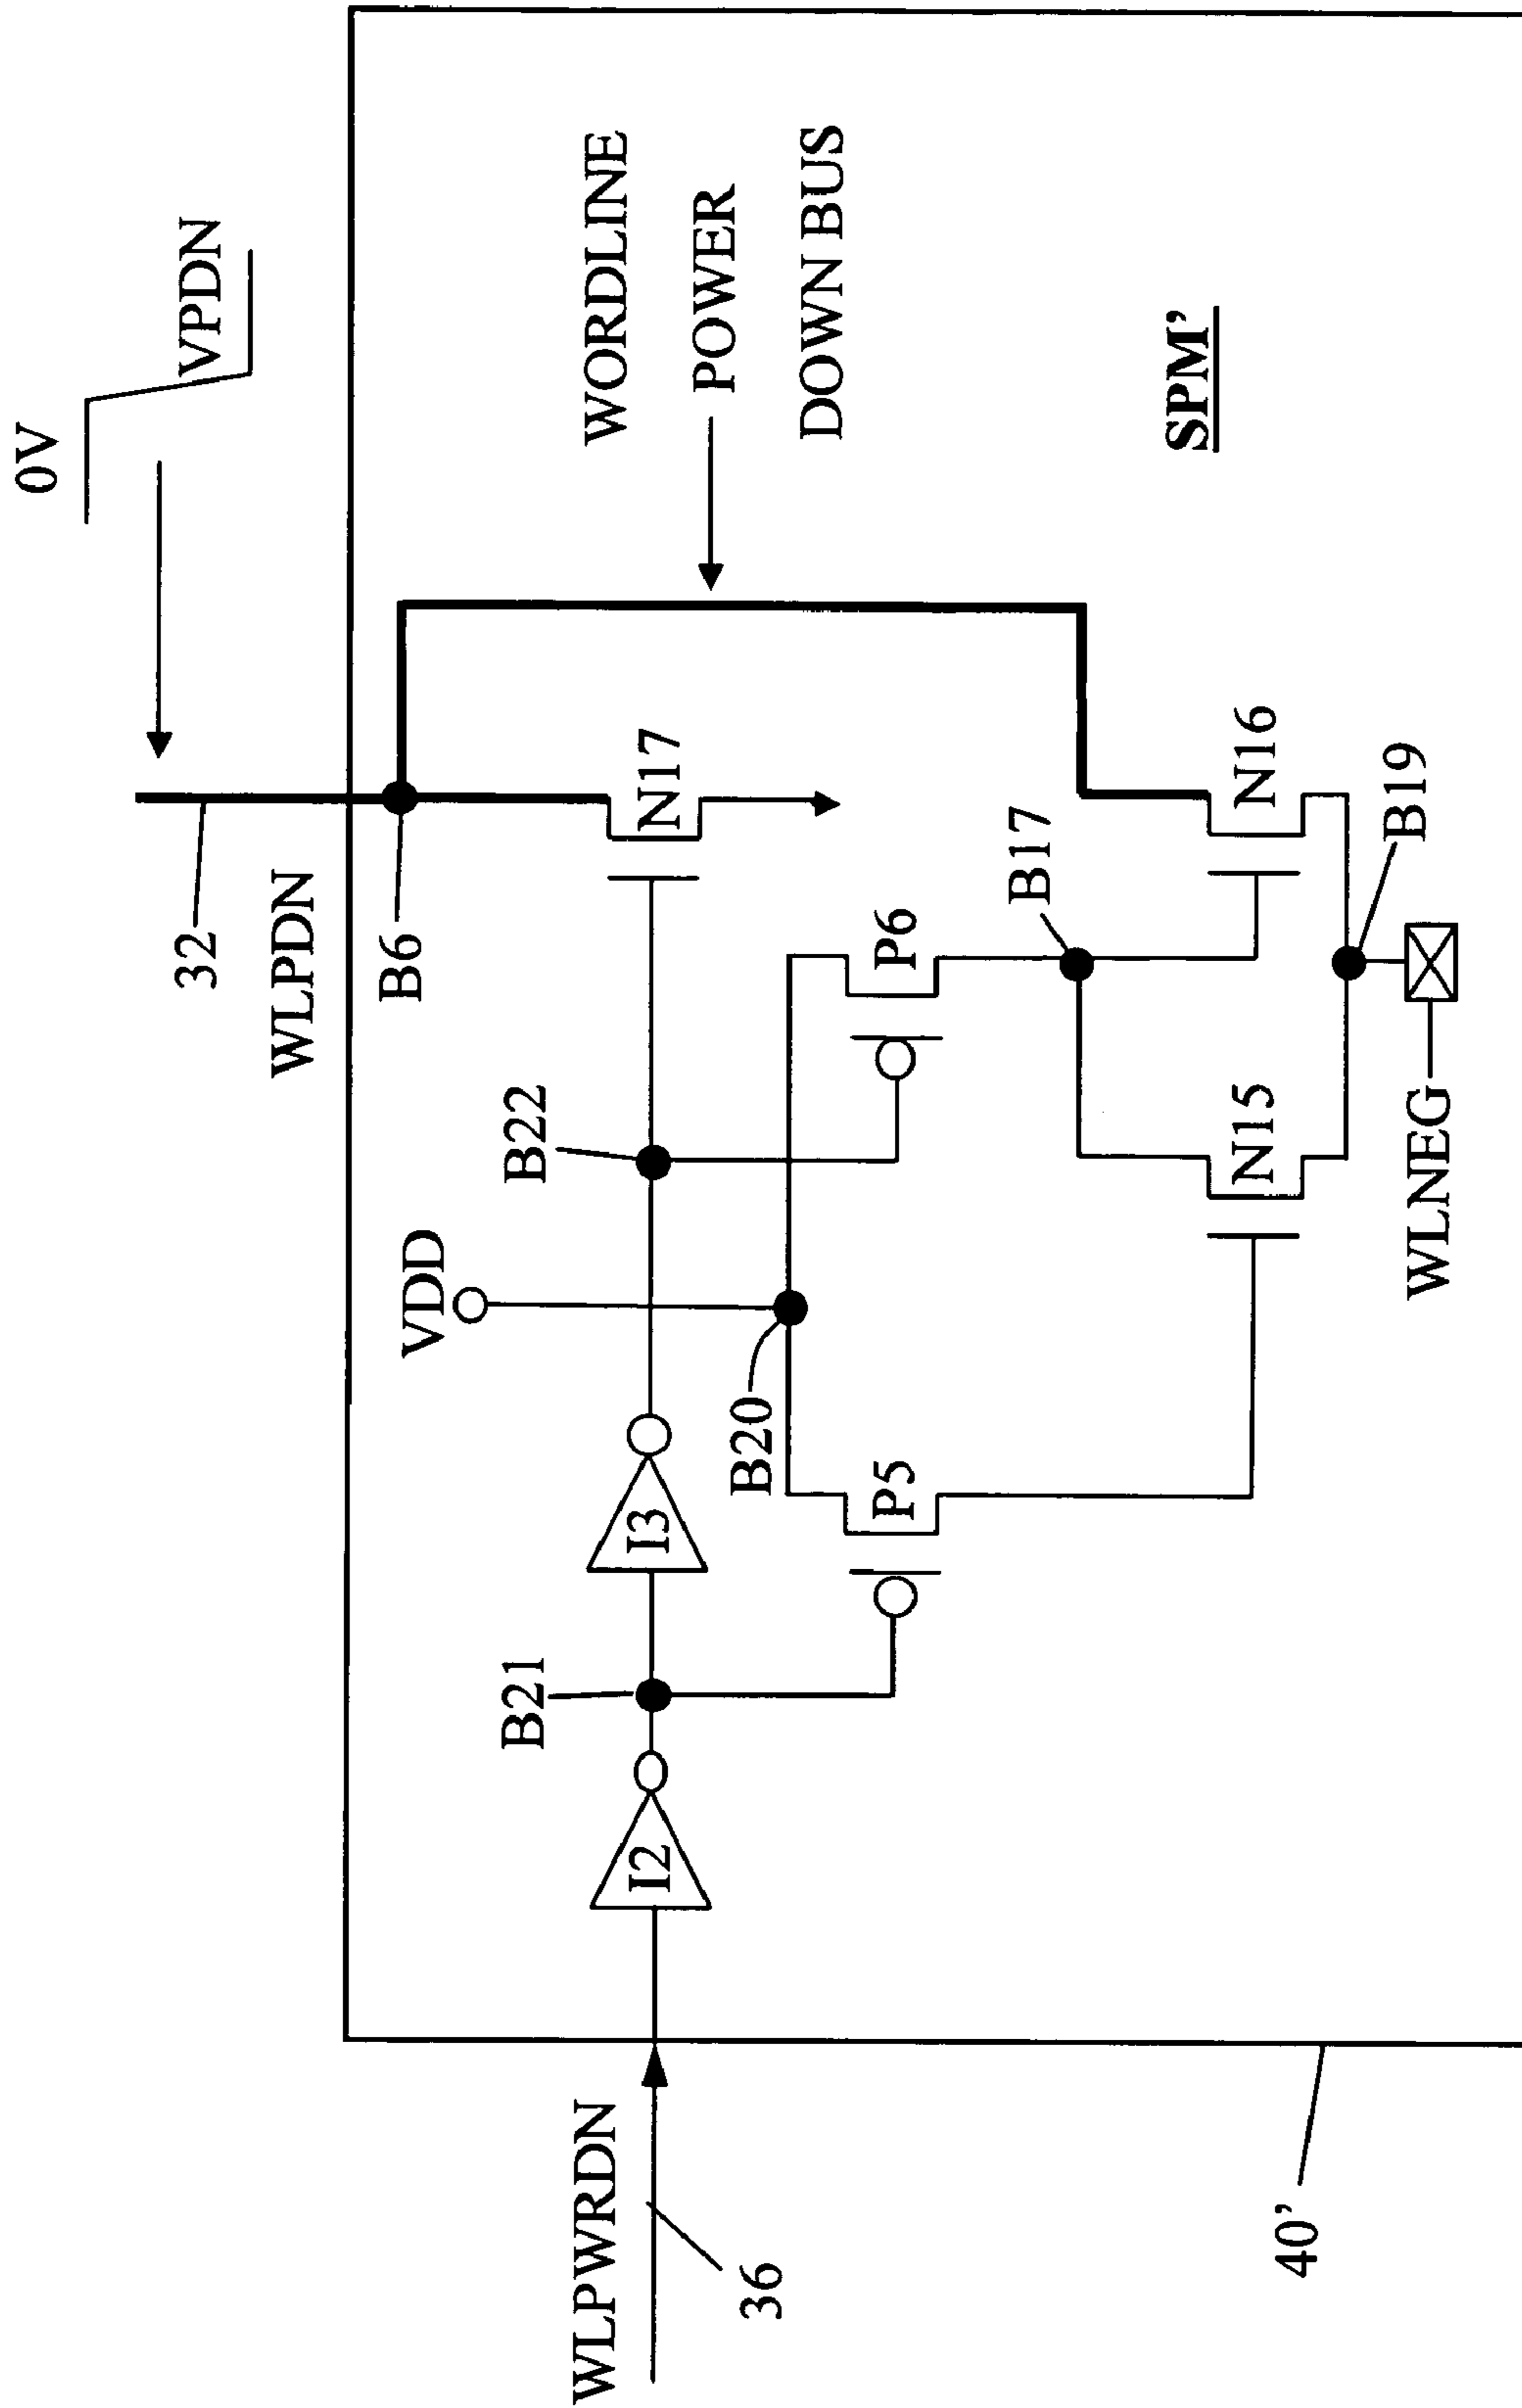 0V
VPDN
32
WLPDN
B6
WORDLINE
POWER
DOWN BUS
VDD
B22
B21
I2
I3
N17
WLPWRDN
36
B20
P5
P6
B17
SPM’
N15
N16
B19
WLNEG
40’